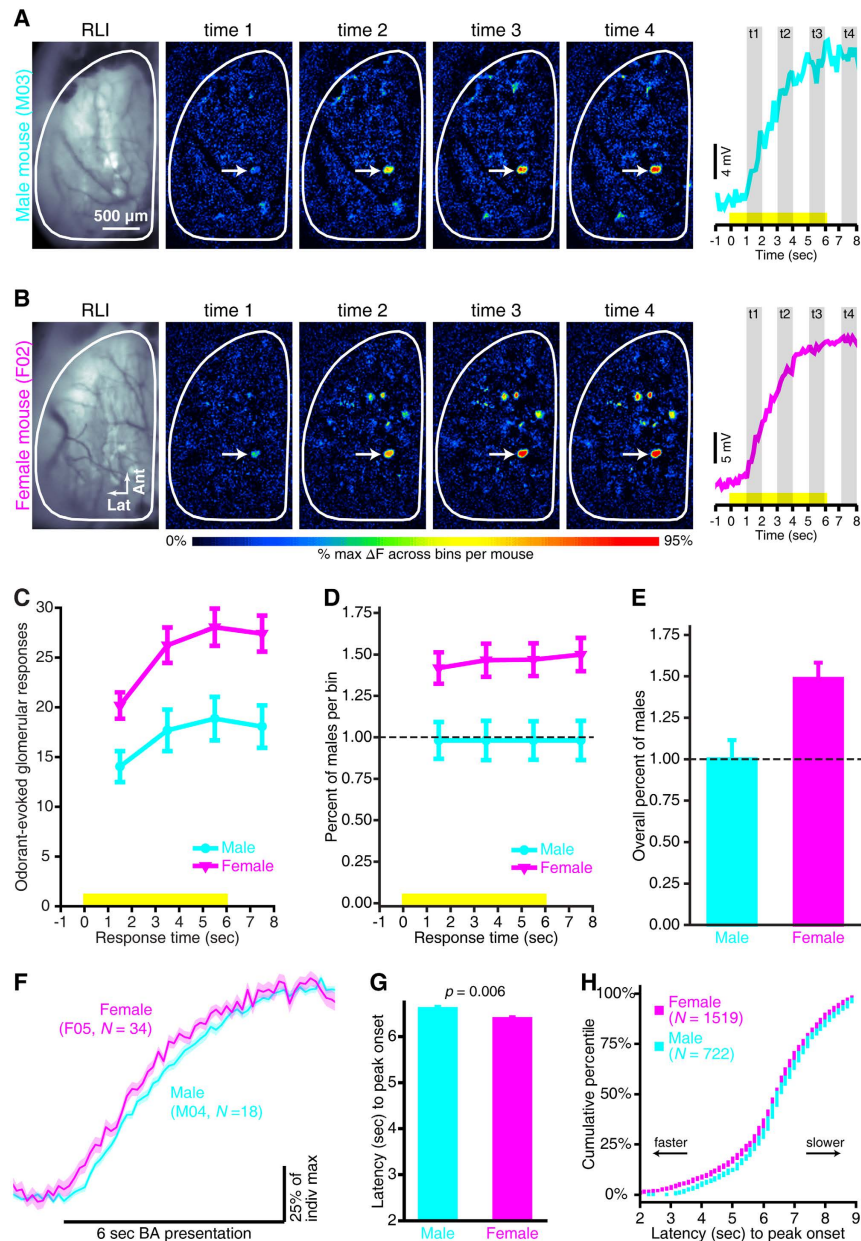 A
RLI
time 1
time 2
time 3
time 4
t1
t2
t3
t4
Male mouse (M03)
500 µm
4 mV
-1 0 1 2 3 4 5 6 7 8
Time (sec)
B
RLI
time 1
time 2
time 3
time 4
t1
t2
t3
t4
Female mouse (F02)
Ant
Lat
5 mV
-1 0 1 2 3 4 5 6 7 8
Time (sec)
0%
95%
% max ΔF across bins per mouse
C
Odorant-evoked glomerular responses
30
25
20
15
10
5
0
Male
Female
-1 0 1 2 3 4 5 6 7 8
Response time (sec)
D
Percent of males per bin
1.75
1.50
1.25
1.00
0.75
0.50
1.25
0.00
Male
Female
-1 0 1 2 3 4 5 6 7 8
Response time (sec)
E
Overall percent of males
1.75
1.50
1.25
1.00
0.75
0.50
1.25
0.00
Male
Female
F
Female
(F05, N = 34)
Male
(M04, N =18)
25% of
indiv max
6 sec BA presentation
G
p = 0.006
Latency (sec) to peak onset
6
5
4
3
2
Male
Female
H
Cumulative percentile
100%
75%
50%
25%
0%
Female
(N = 1519)
Male
(N = 722)
faster
slower
2 3 4 5 6 7 8 9
Latency (sec) to peak onset